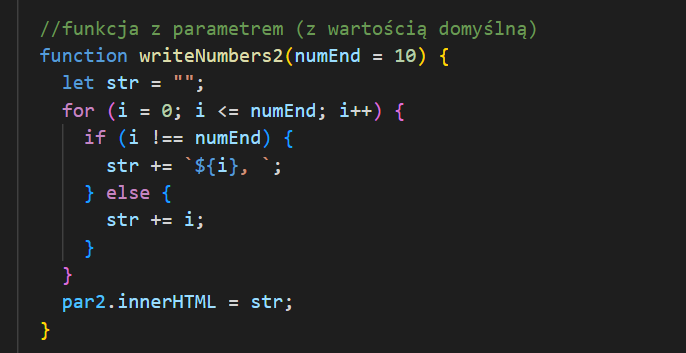 //funkcja z parametrem (z wartością domyślną)
function writeNumbers2(numEnd = 10) {
let str = "";
for (i = 0; i <= numEnd; i++) {
if (i !== numEnd) {
str += `${i}, `;
} else {
str += i;
}
}
par2.innerHTML = str;
}